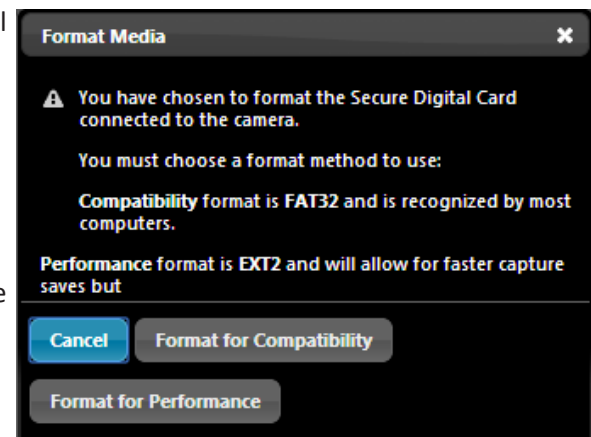 l
Format Media
You have chosen to format the Secure Digital Card
connected to the camera.
You must choose a format method to use:
Compatibility format is FAT32 and is recognized by most
computers.
Performance format is EXT2 and will allow for faster capture
saves but
e
Cancel Format for Compatibility
Format for Performance